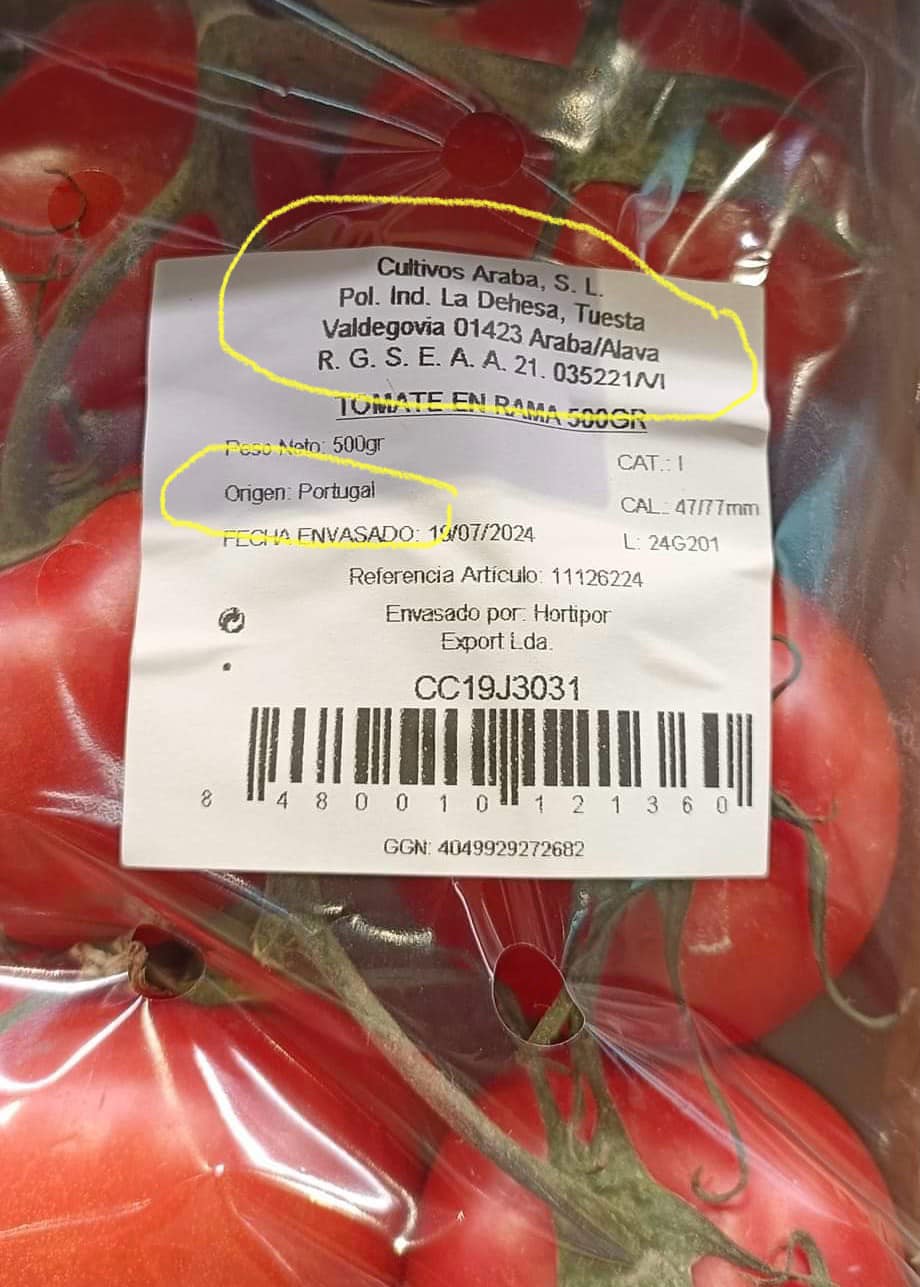 Cultivos Araba, S. L.
Pol. Ind. La Dehesa, Tuesta
Valdegovia 01423 Araba/Alava
R. G. S. E. A. A. 21. 035221/VI
TOMATE EN RAMA 500GR
Peso Neto: 500gr
CAT.: I
Origen: Portugal
CAL.: 47/77mm
FECHA ENVASADO: 19/07/2024
L: 24G201
Referencia Artículo: 11126224
Envasado por: Hortipor
Export Lda.
CC19J3031
8 480010 121360
GGN: 4049929272682